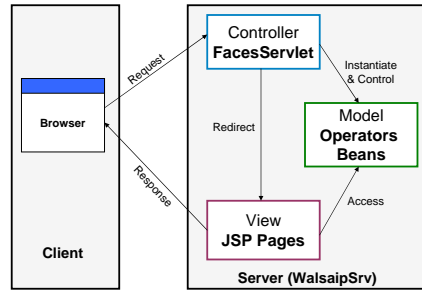 Controller
FacesServlet
Request
Instantiate
& Control
Browser
Model
Operators
Beans
Redirect
Response
View
JSP Pages
Access
Client
Server (WalsaipSrv)